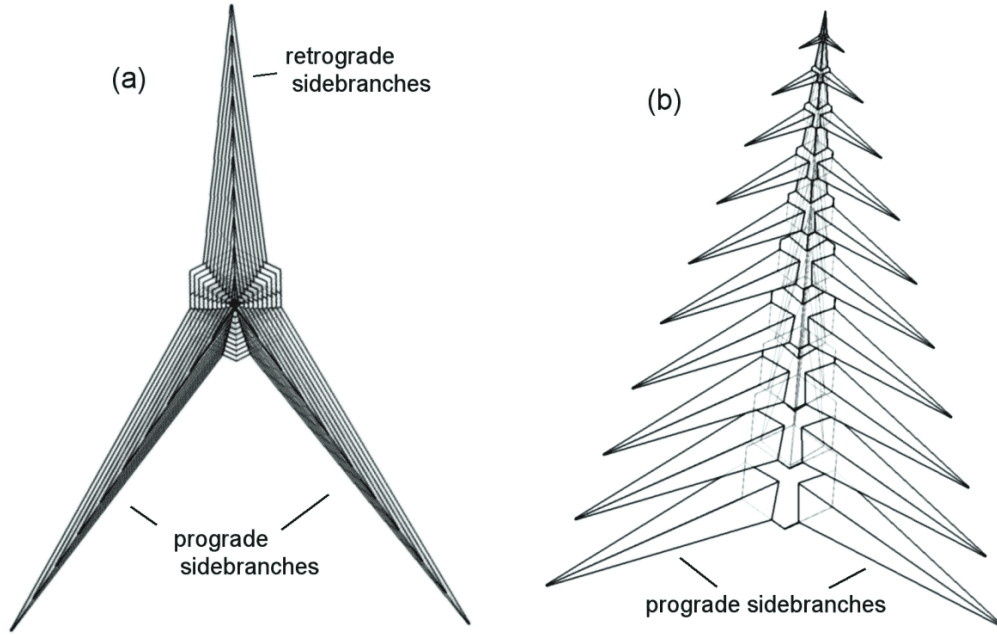 (a)
retrograde
sidebranches
prograde
sidebranches
(b)
prograde sidebranches